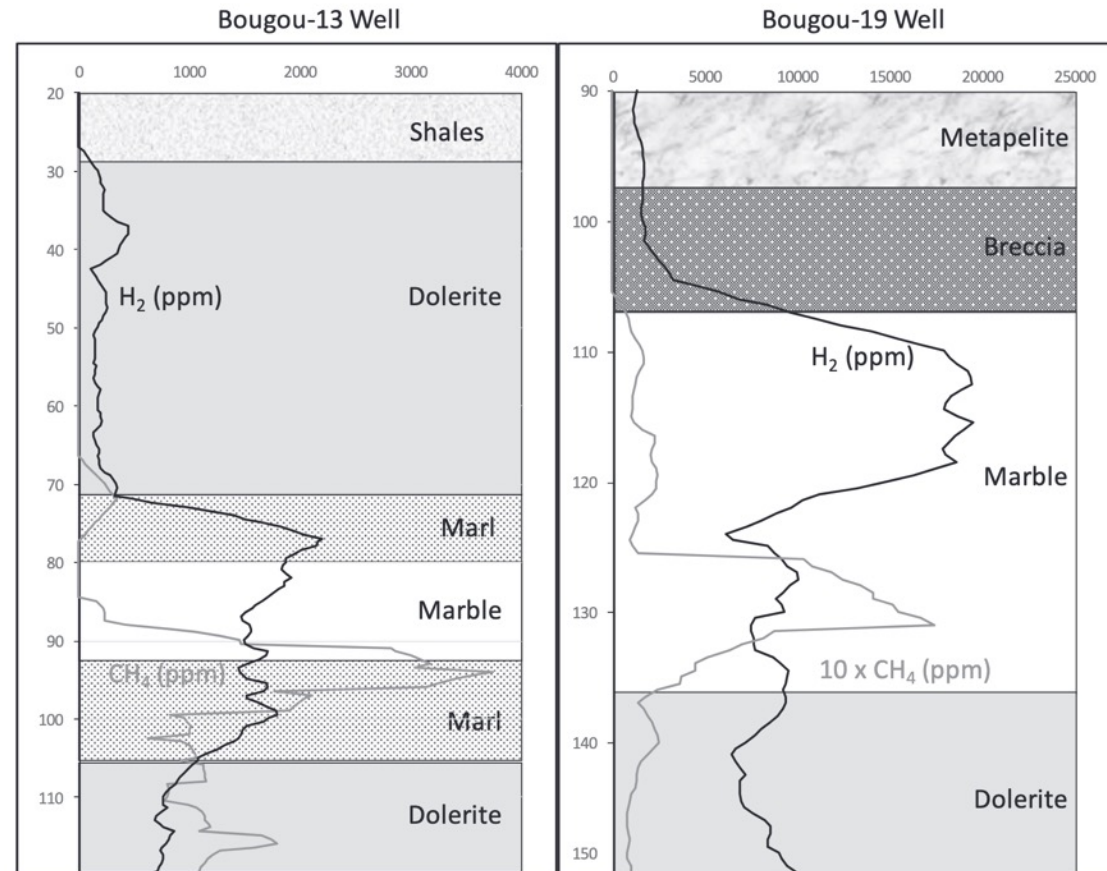 Bougou-13 Well
0 1000 2000 3000 4000
20
Shales
30
40
H₂ (ppm)
Dolerite
50
60
70
Marl
80
Marble
90
CH₄ (ppm)
100
Marl
110
Dolerite
Bougou-19 Well
0 5000 10000 15000 20000 25000
90
Metapelite
100
Breccia
110
H₂ (ppm)
120
Marble
130
10 x CH₄ (ppm)
140
Dolerite
150